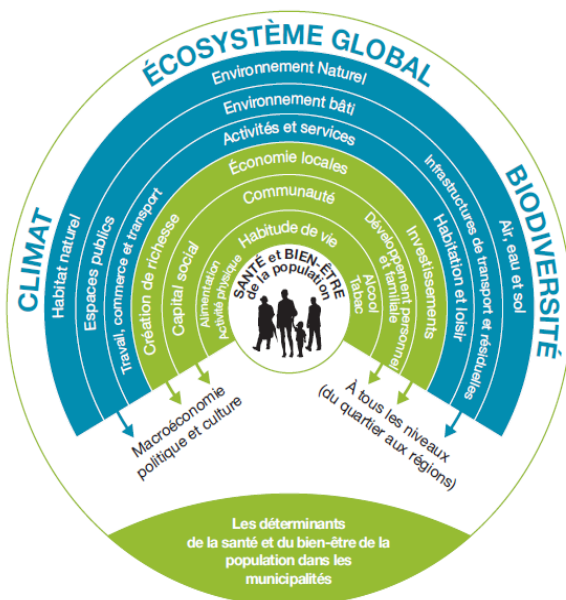 ÉCOSYSTÈME GLOBAL
CLIMAT
BIODIVERSITÉ
Environnement Naturel
Habitat naturel
Air, eau et sol
Environnement bâti
Espaces publics
Infrastructures de transport et résiduelles
Activités et services
Travail, commerce et transport
Habitation et loisir
Économie locales
Création de richesse
Investissements
Communauté
Capital social
Développement personnel
et familiale
Habitude de vie
Alimentation
Activité physique
Alcool
Tabac
SANTÉ et BIEN-ÊTRE
de la population
Macroéconomie
politique et culture
À tous les niveaux
(du quartier aux régions)
Les déterminants
de la santé et du bien-être de la
population dans les
municipalités